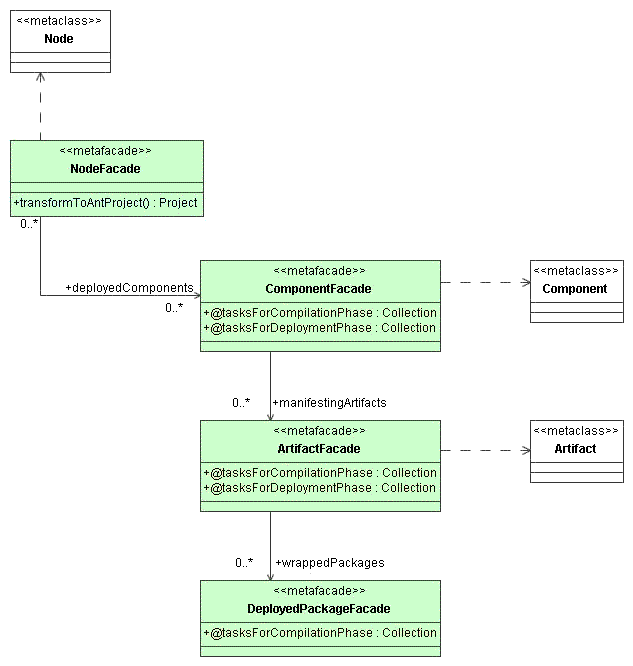 <<metaclass>>
Node
<<metafacade>>
NodeFacade
+transformToAntProject() : Project
0..*
+deployedComponents
0..*
<<metafacade>>
ComponentFacade
+@tasksForCompilationPhase : Collection
+@tasksForDeploymentPhase : Collection
<<metaclass>>
Component
0..*
+manifestingArtifacts
<<metafacade>>
ArtifactFacade
+@tasksForCompilationPhase : Collection
+@tasksForDeploymentPhase : Collection
<<metaclass>>
Artifact
0..*
+wrappedPackages
<<metafacade>>
DeployedPackageFacade
+@tasksForCompilationPhase : Collection